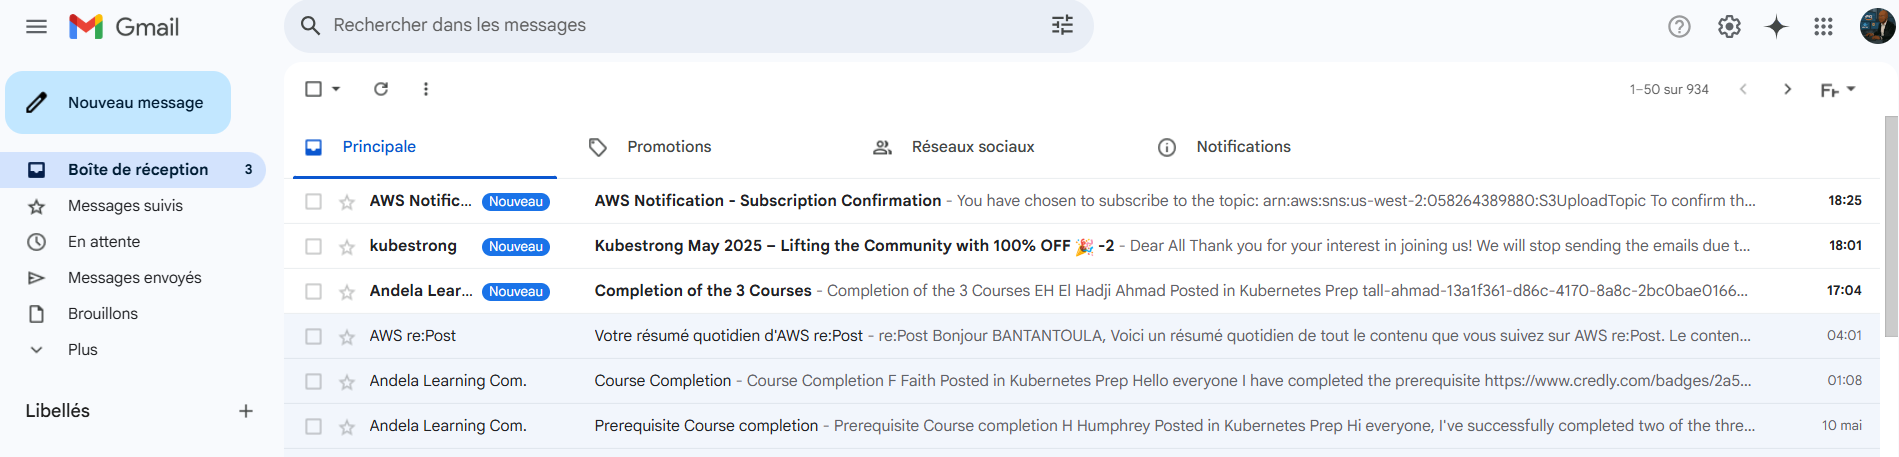 Gmail
Rechercher dans les messages
Nouveau message
1–50 sur 934
Boîte de réception 3
Messages suivis
En attente
Messages envoyés
Brouillons
Plus
Libellés
Principale
Promotions
Réseaux sociaux
Notifications
AWS Notific... Nouveau AWS Notification - Subscription Confirmation - You have chosen to subscribe to the topic: arn:aws:sns:us-west-2:058264389880:S3UploadTopic To confirm th... 18:25
kubestrong Nouveau Kubestrong May 2025 – Lifting the Community with 100% OFF 🎉 -2 - Dear All Thank you for your interest in joining us! We will stop sending the emails due t... 18:01
Andela Lear... Nouveau Completion of the 3 Courses - Completion of the 3 Courses EH El Hadji Ahmad Posted in Kubernetes Prep tall-ahmad-13a1f361-d86c-4170-8a8c-2bc0bae0166... 17:04
AWS re:Post Votre résumé quotidien d'AWS re:Post - re:Post Bonjour BANTANTOULA, Voici un résumé quotidien de tout le contenu que vous suivez sur AWS re:Post. Le conten... 04:01
Andela Learning Com. Course Completion - Course Completion F Faith Posted in Kubernetes Prep Hello everyone I have completed the prerequisite https://www.credly.com/badges/2a5... 01:08
Andela Learning Com. Prerequisite Course completion - Prerequisite Course completion H Humphrey Posted in Kubernetes Prep Hi everyone, I've successfully completed two of the thre... 10 mai